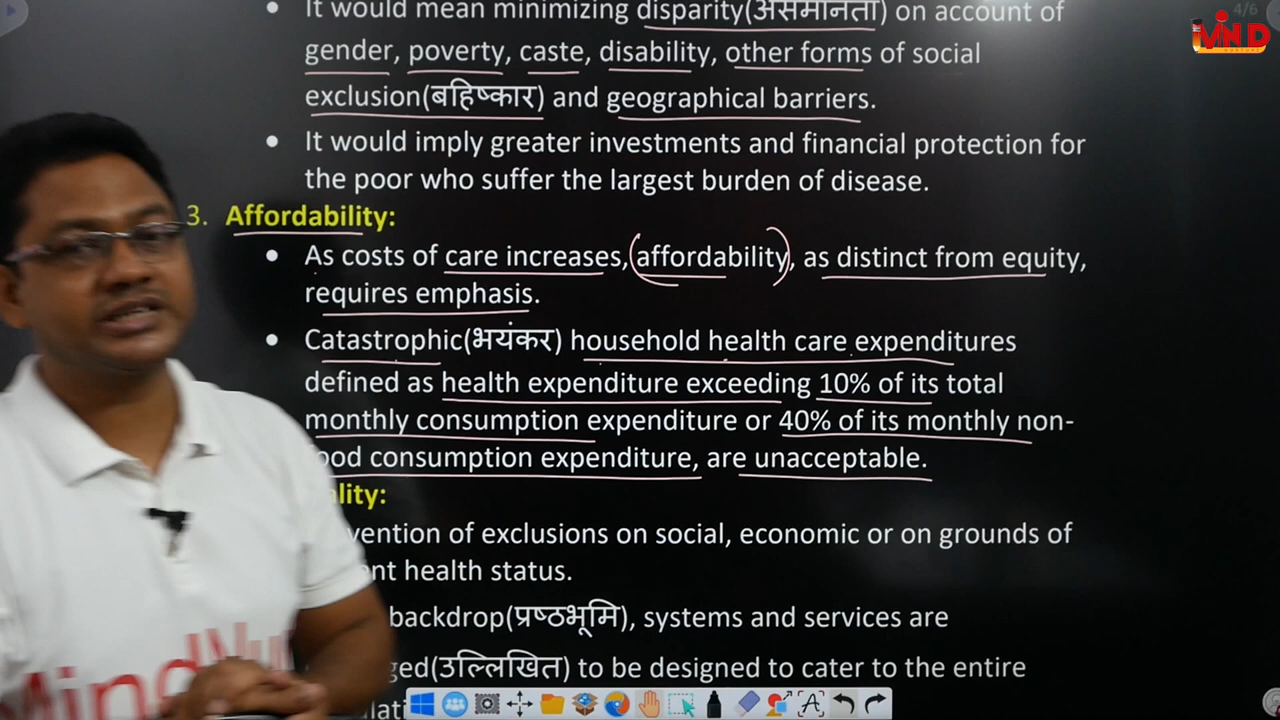 It would mean minimizing disparity(असमानता) on account of
gender, poverty, caste, disability, other forms of social
exclusion(बहिष्कार) and geographical barriers.
It would imply greater investments and financial protection for
the poor who suffer the largest burden of disease.
3. Affordability:
As costs of care increases, affordability, as distinct from equity,
requires emphasis.
Catastrophic(भयंकर) household health care expenditures
defined as health expenditure exceeding 10% of its total
monthly consumption expenditure or 40% of its monthly non-
ood consumption expenditure, are unacceptable.
ality:
vention of exclusions on social, economic or on grounds of
nt health status.
backdrop(प्रष्ठभूमि), systems and services are
ged(उल्लिखित) to be designed to cater to the entire
lati
4/6
MIND